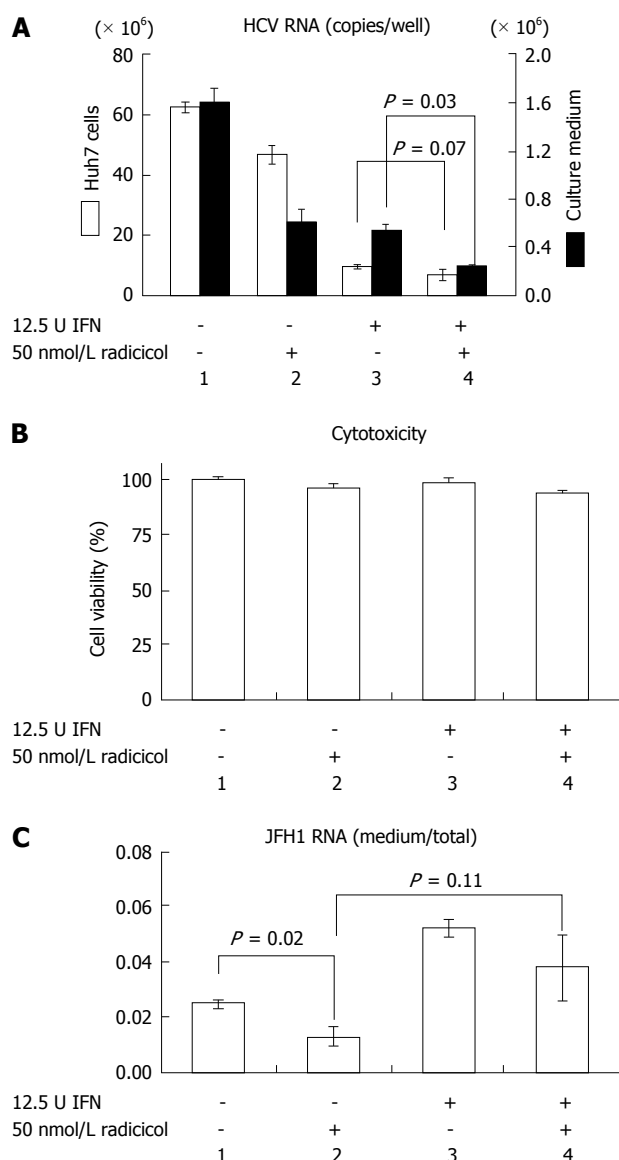 A
(× 10⁶) HCV RNA (copies/well) (× 10⁶)
80 2.0
P = 0.03
60 1.6
P = 0.07
1.2
40
0.8
20
0.4
0 0.0
Huh7 cells
Culture medium
12.5 U IFN - - + +
50 nmol/L radicicol - + - +
1 2 3 4
B
Cytotoxicity
Cell viability (%)
100
75
50
25
0
12.5 U IFN - - + +
50 nmol/L radicicol - + - +
1 2 3 4
C
JFH1 RNA (medium/total)
0.08
P = 0.11
0.06
P = 0.02
0.04
0.02
0.00
12.5 U IFN - - + +
50 nmol/L radicicol - + - +
1 2 3 4